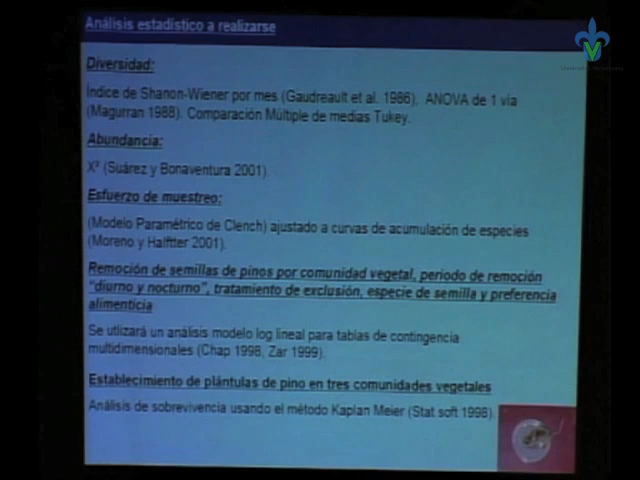 Análisis estadístico a realizarse
Diversidad:
Índice de Shanon-Wiener por mes (Gaudreault et al. 1986), ANOVA de 1 vía
(Magurran 1988). Comparación Múltiple de medias Tukey.
Abundancia:
X² (Suárez y Bonaventura 2001).
Esfuerzo de muestreo:
(Modelo Paramétrico de Clench) ajustado a curvas de acumulación de especies
(Moreno y Halftter 2001).
Remoción de semillas de pinos por comunidad vegetal, periodo de remoción
“diurno y nocturno”, tratamiento de exclusión, especie de semilla y preferencia
alimenticia
Se utlizará un análisis modelo log lineal para tablas de contingencia
multidimensionales (Chap 1998, Zar 1999).
Establecimiento de plántulas de pino en tres comunidades vegetales
Análisis de sobrevivencia usando el método Kaplan Meier (Stat soft 1998).